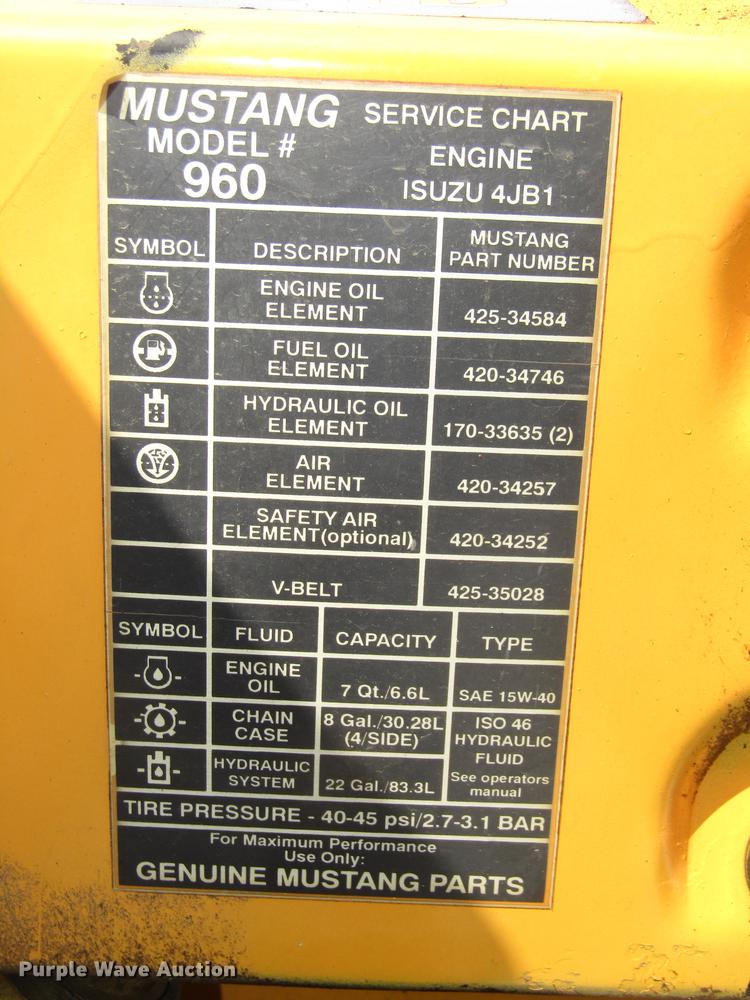 MUSTANG SERVICE CHART
MODEL # ENGINE
960 ISUZU 4JB1
SYMBOL DESCRIPTION MUSTANG PART NUMBER
ENGINE OIL ELEMENT 425-34584
FUEL OIL ELEMENT 420-34746
HYDRAULIC OIL ELEMENT 170-33635 (2)
AIR ELEMENT 420-34257
SAFETY AIR ELEMENT(optional) 420-34252
V-BELT 425-35028
SYMBOL FLUID CAPACITY TYPE
ENGINE OIL 7 Qt./6.6L SAE 15W-40
CHAIN CASE 8 Gal./30.28L (4/SIDE) ISO 46 HYDRAULIC FLUID
HYDRAULIC SYSTEM 22 Gal./83.3L See operators manual
TIRE PRESSURE - 40-45 psi/2.7-3.1 BAR
For Maximum Performance
Use Only:
GENUINE MUSTANG PARTS
Purple Wave Auction